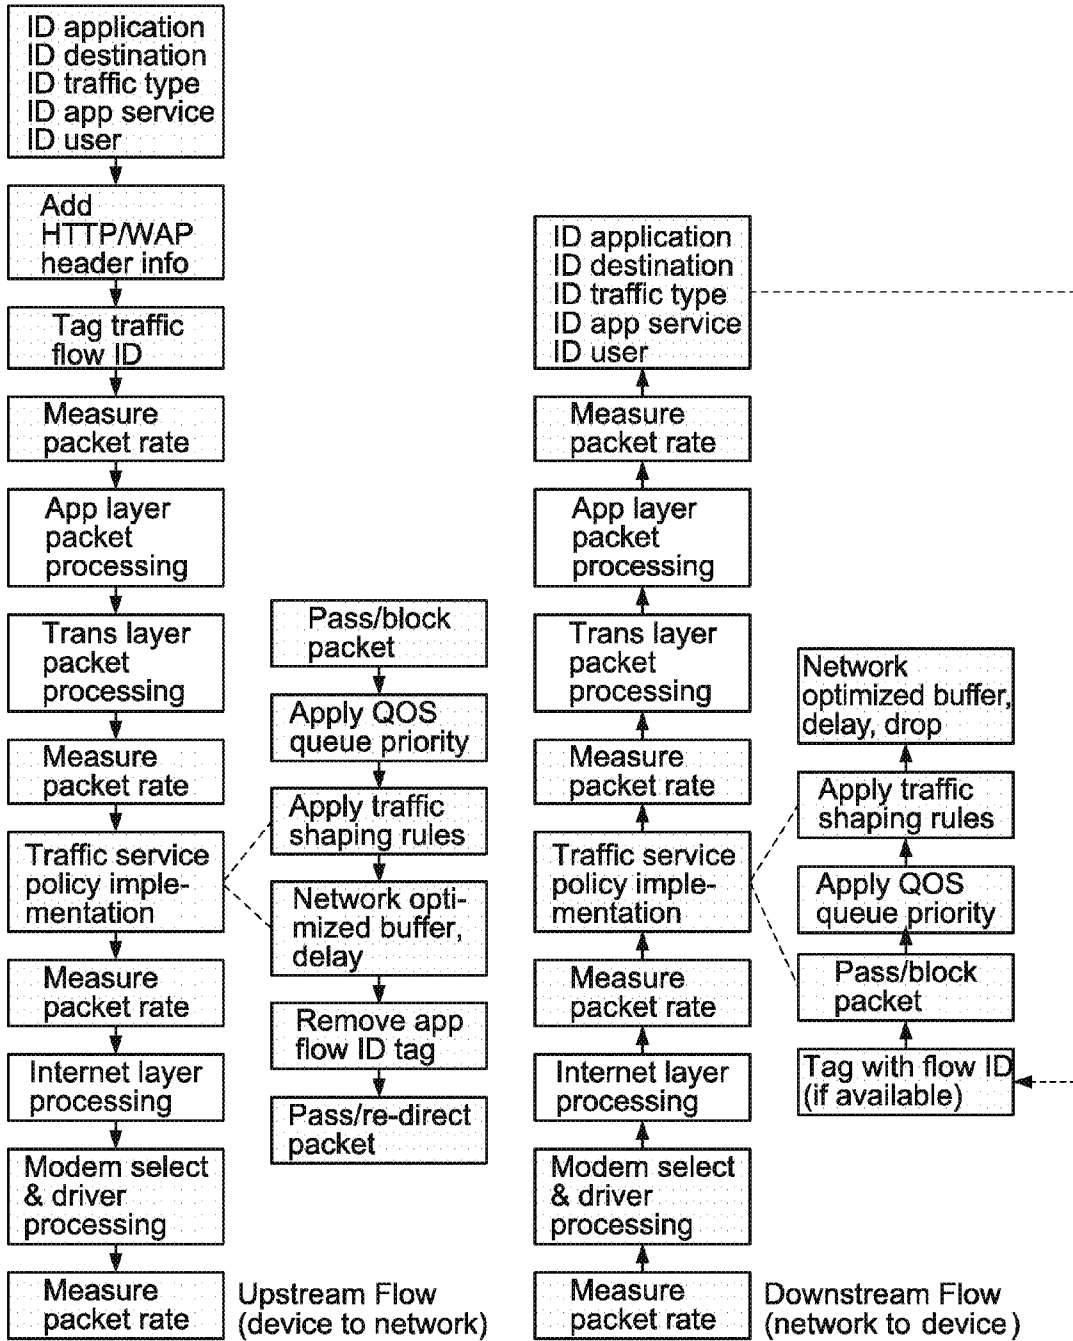 ID application
ID destination
ID traffic type
ID app service
ID user
Add
HTTP/WAP
header info
Tag traffic
flow ID
Measure
packet rate
App layer
packet
processing
Trans layer
packet
processing
Measure
packet rate
Traffic service
policy imple-
mentation
Measure
packet rate
Internet layer
processing
Modem select
& driver
processing
Measure
packet rate
Upstream Flow
(device to network)
Pass/block
packet
Apply QOS
queue priority
Apply traffic
shaping rules
Network opti-
mized buffer,
delay
Remove app
flow ID tag
Pass/re-direct
packet
ID application
ID destination
ID traffic type
ID app service
ID user
Measure
packet rate
App layer
packet
processing
Trans layer
packet
processing
Measure
packet rate
Traffic service
policy imple-
mentation
Measure
packet rate
Internet layer
processing
Modem select
& driver
processing
Measure
packet rate
Downstream Flow
(network to device)
Network
optimized buffer,
delay, drop
Apply traffic
shaping rules
Apply QOS
queue priority
Pass/block
packet
Tag with flow ID
(if available)